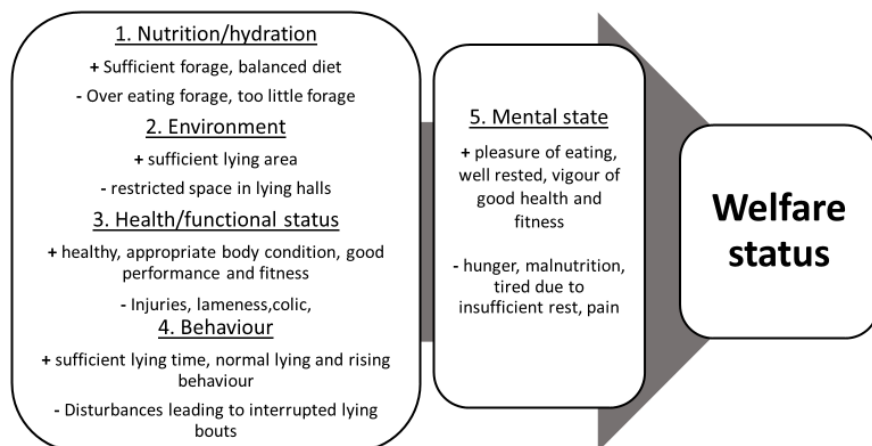 1. Nutrition/hydration
+ Sufficient forage, balanced diet
- Over eating forage, too little forage
2. Environment
+ sufficient lying area
- restricted space in lying halls
3. Health/functional status
+ healthy, appropriate body condition, good
performance and fitness
- Injuries, lameness,colic,
4. Behaviour
+ sufficient lying time, normal lying and rising
behaviour
- Disturbances leading to interrupted lying
bouts
5. Mental state
+ pleasure of eating,
well rested, vigour of
good health and
fitness
- hunger, malnutrition,
tired due to
insufficient rest, pain
Welfare
status